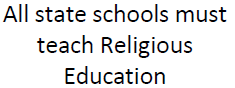 All state schools must
teach Religious
Education